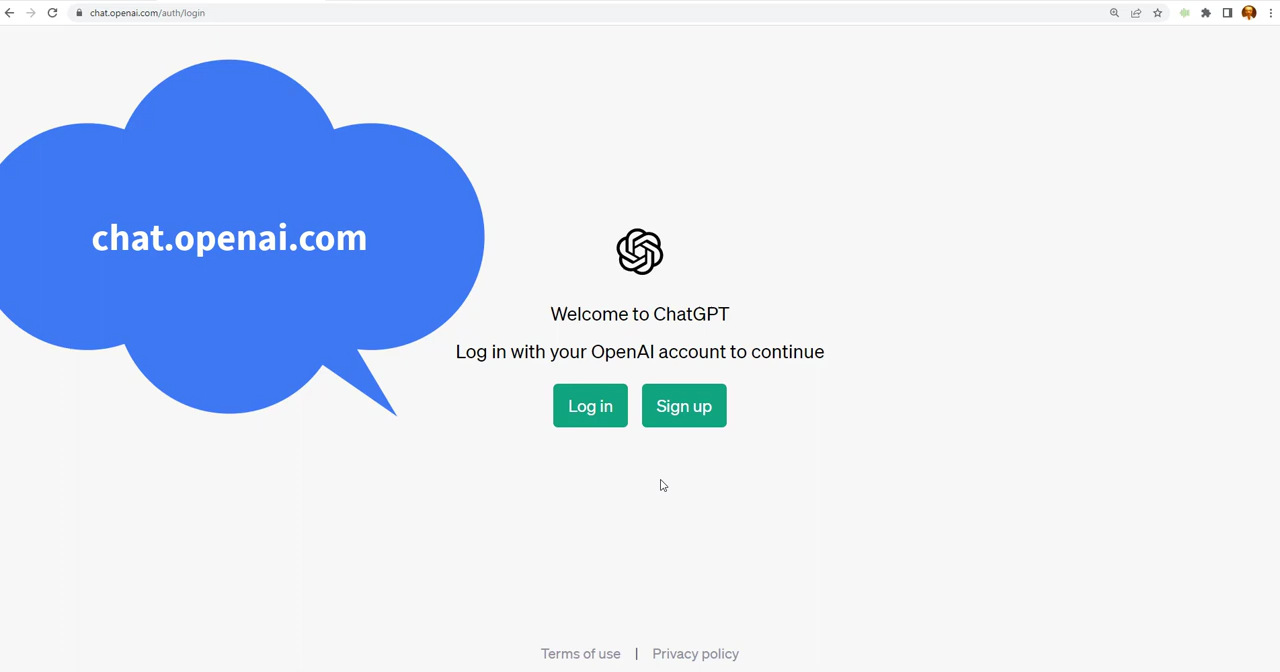 chat.openai.com/auth/login
chat.openai.com
Welcome to ChatGPT
Log in with your OpenAI account to continue
Log in
Sign up
Terms of use | Privacy policy